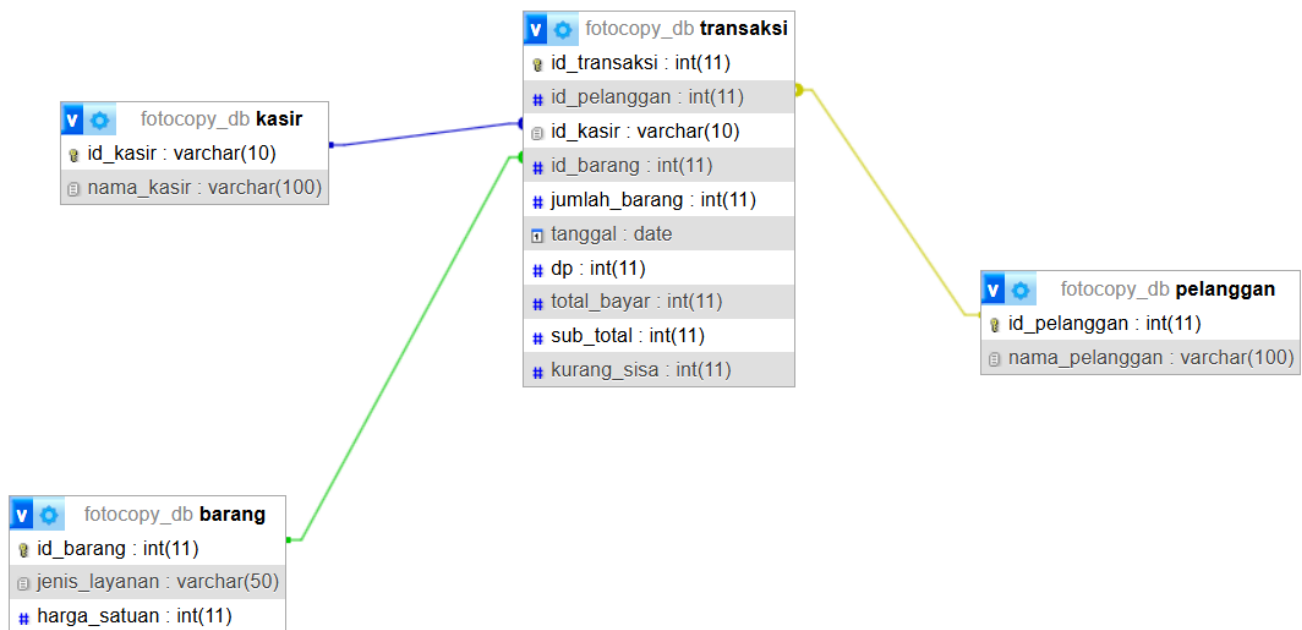 fotocopy_db transaksi
id_transaksi : int(11)
id_pelanggan : int(11)
id_kasir : varchar(10)
id_barang : int(11)
jumlah_barang : int(11)
tanggal : date
dp : int(11)
total_bayar : int(11)
sub_total : int(11)
kurang_sisa : int(11)
fotocopy_db kasir
id_kasir : varchar(10)
nama_kasir : varchar(100)
fotocopy_db pelanggan
id_pelanggan : int(11)
nama_pelanggan : varchar(100)
fotocopy_db barang
id_barang : int(11)
jenis_layanan : varchar(50)
harga_satuan : int(11)